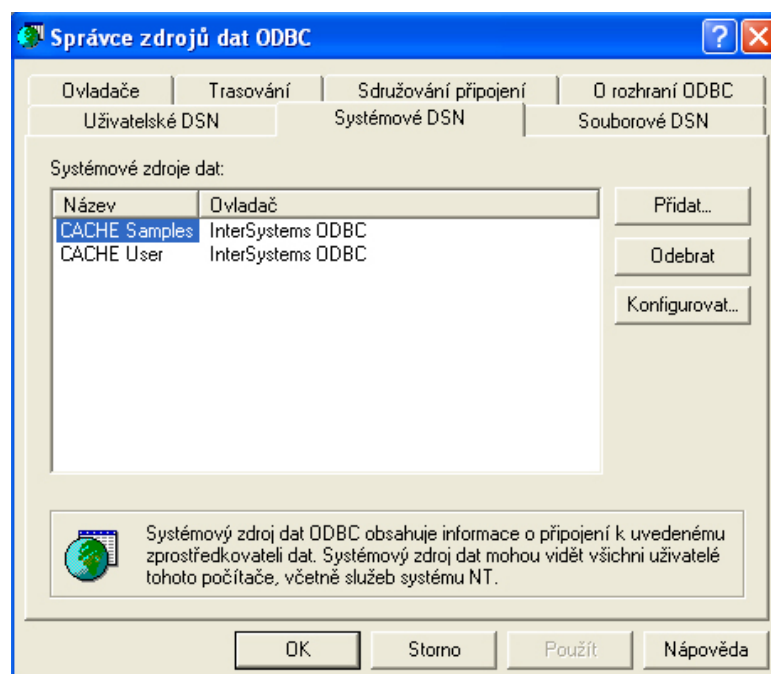 Správce zdrojů dat ODBC
Ovladače Trasování Sdružování připojení O rozhraní ODBC
Uživatelské DSN Systémové DSN Souborové DSN
Systémové zdroje dat:
Název Ovladač
CACHE Samples InterSystems ODBC
CACHE User InterSystems ODBC
Přidat...
Odebrat
Konfigurovat...
Systémový zdroj dat ODBC obsahuje informace o připojení k uvedenému
zprostředkovateli dat. Systémový zdroj dat mohou vidět všichni uživatelé
tohoto počítače, včetně služeb systému NT.
OK Storno Použít Nápověda